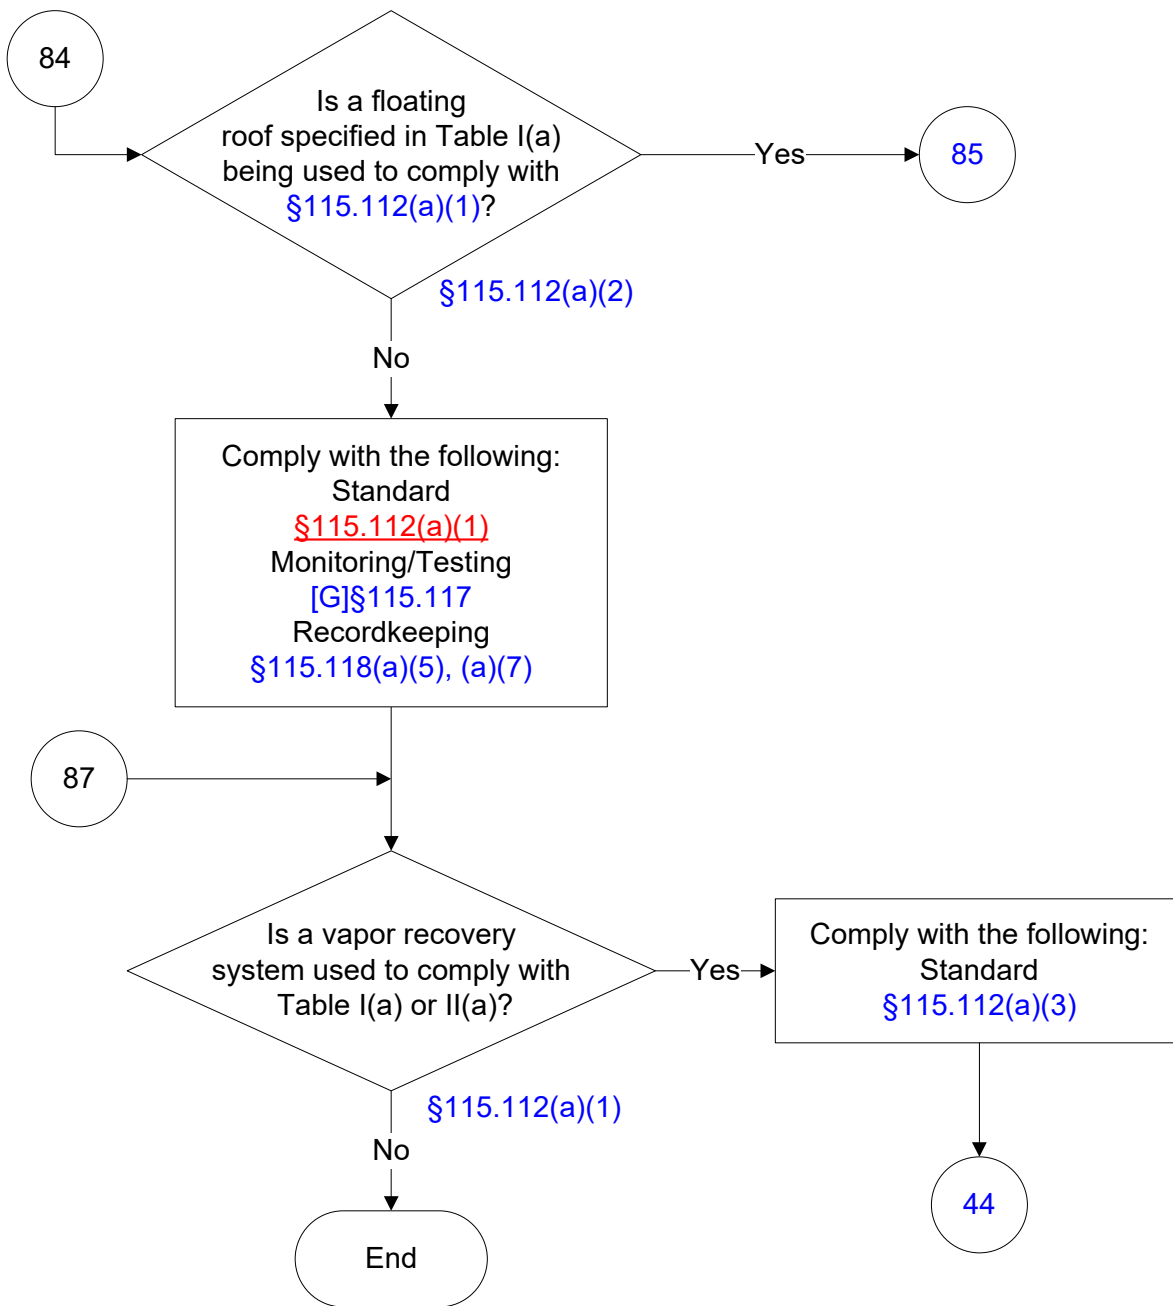 84
Is a floating
roof specified in Table I(a)
being used to comply with
§115.112(a)(1)?
Yes
85
§115.112(a)(2)
No
Comply with the following:
Standard
§115.112(a)(1)
Monitoring/Testing
[G]§115.117
Recordkeeping
§115.118(a)(5), (a)(7)
87
Is a vapor recovery
system used to comply with
Table I(a) or II(a)?
Yes
Comply with the following:
Standard
§115.112(a)(3)
§115.112(a)(1)
No
44
End